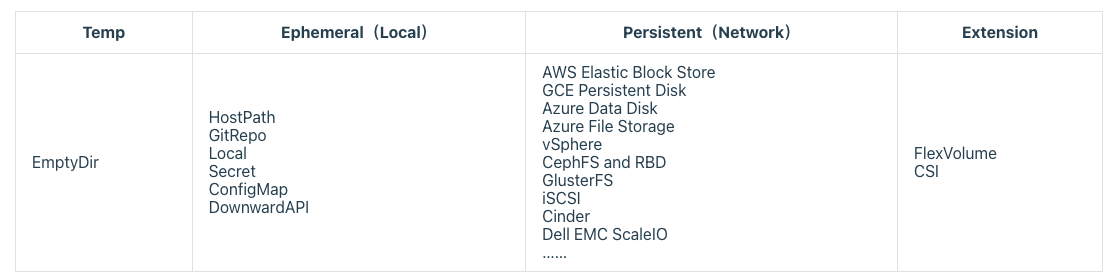 Temp
Ephemeral（Local）
Persistent（Network）
Extension
EmptyDir
HostPath
GitRepo
Local
Secret
ConfigMap
DownwardAPI
AWS Elastic Block Store
GCE Persistent Disk
Azure Data Disk
Azure File Storage
vSphere
CephFS and RBD
GlusterFS
iSCSI
Cinder
Dell EMC ScaleIO
......
FlexVolume
CSI